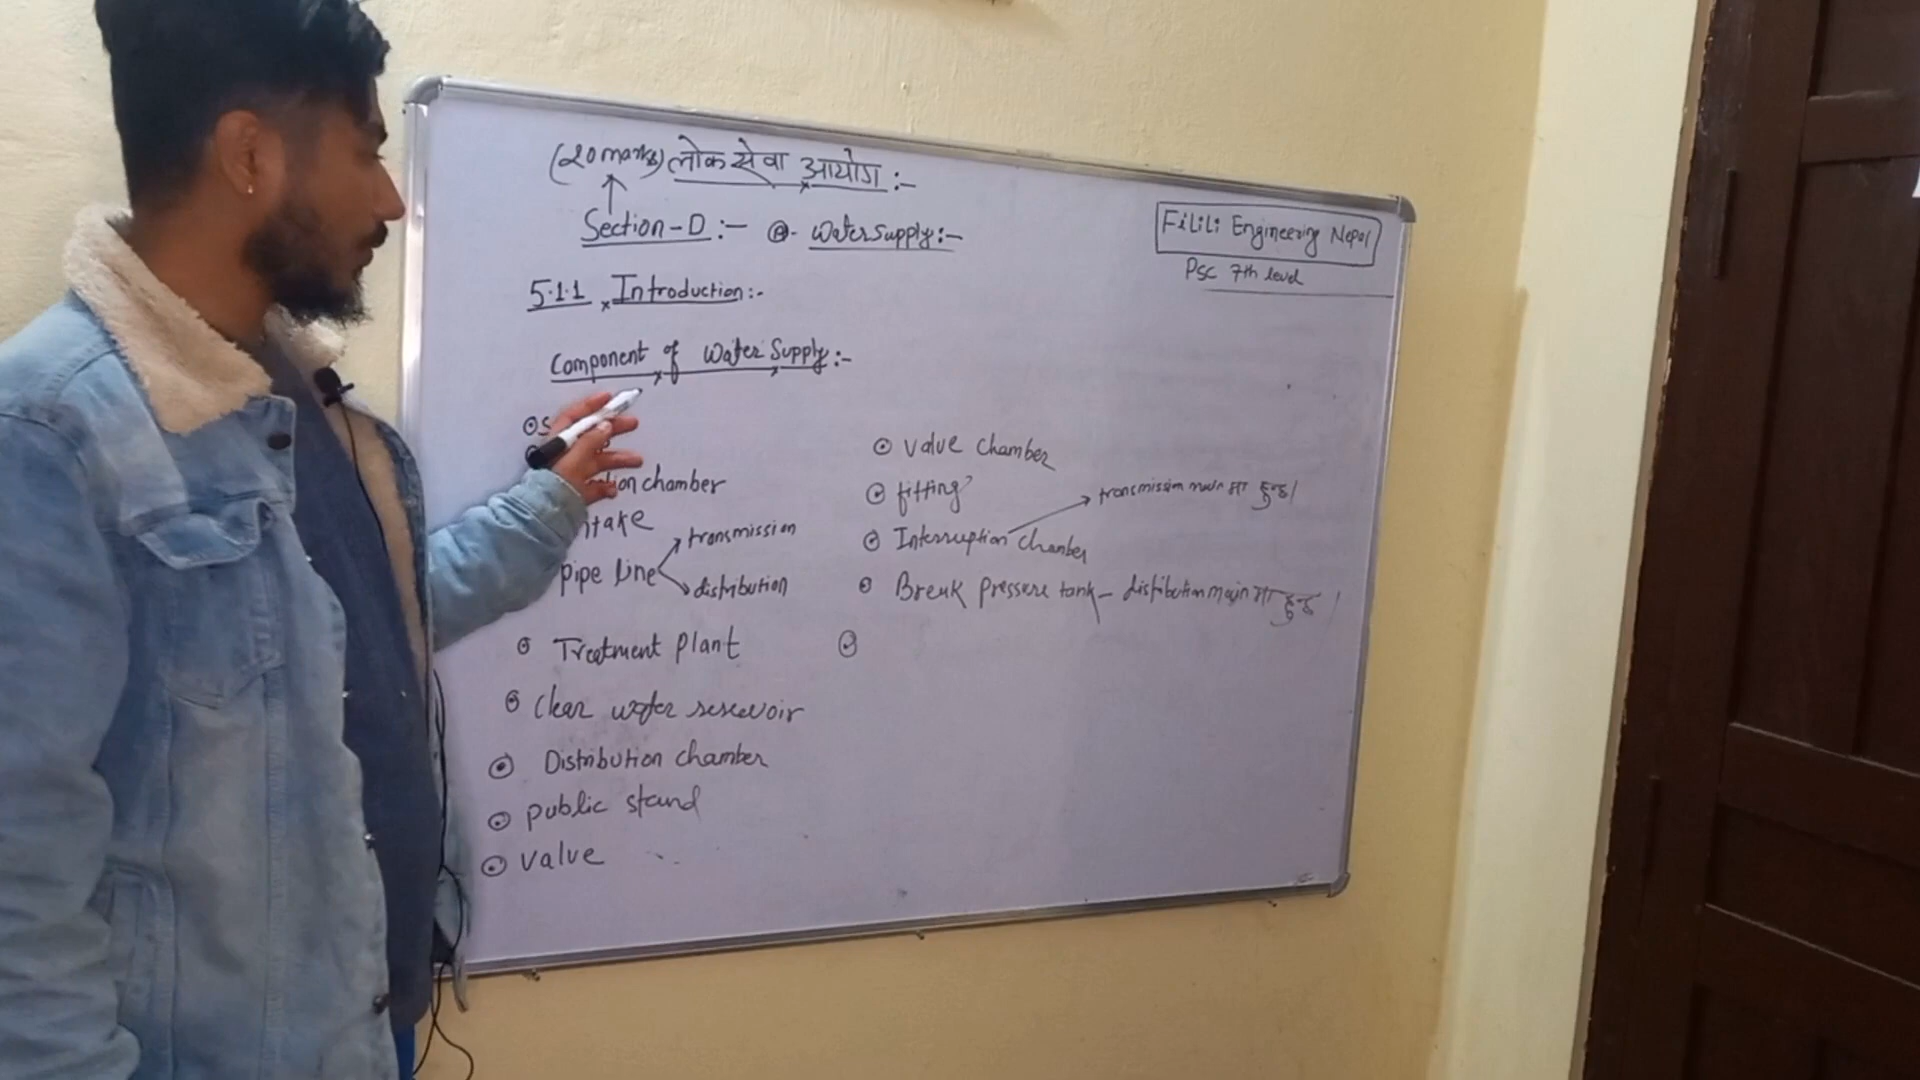 (20 marks) लोक सेवा आयोग :-
Section-D :- @- Water supply :-
Filili Engineering Nepal
Psc 7th level
5.1.1 Introduction :-
Component of Water Supply :-
chamber
pipe line
transmission
distribution
Treatment plant
clear water reservoir
Distribution chamber
public stand
valve
value chamber
fitting
Interruption chamber
transmission main मा हुन्छ।
Break pressure tank – distribution main मा हुन्छ।